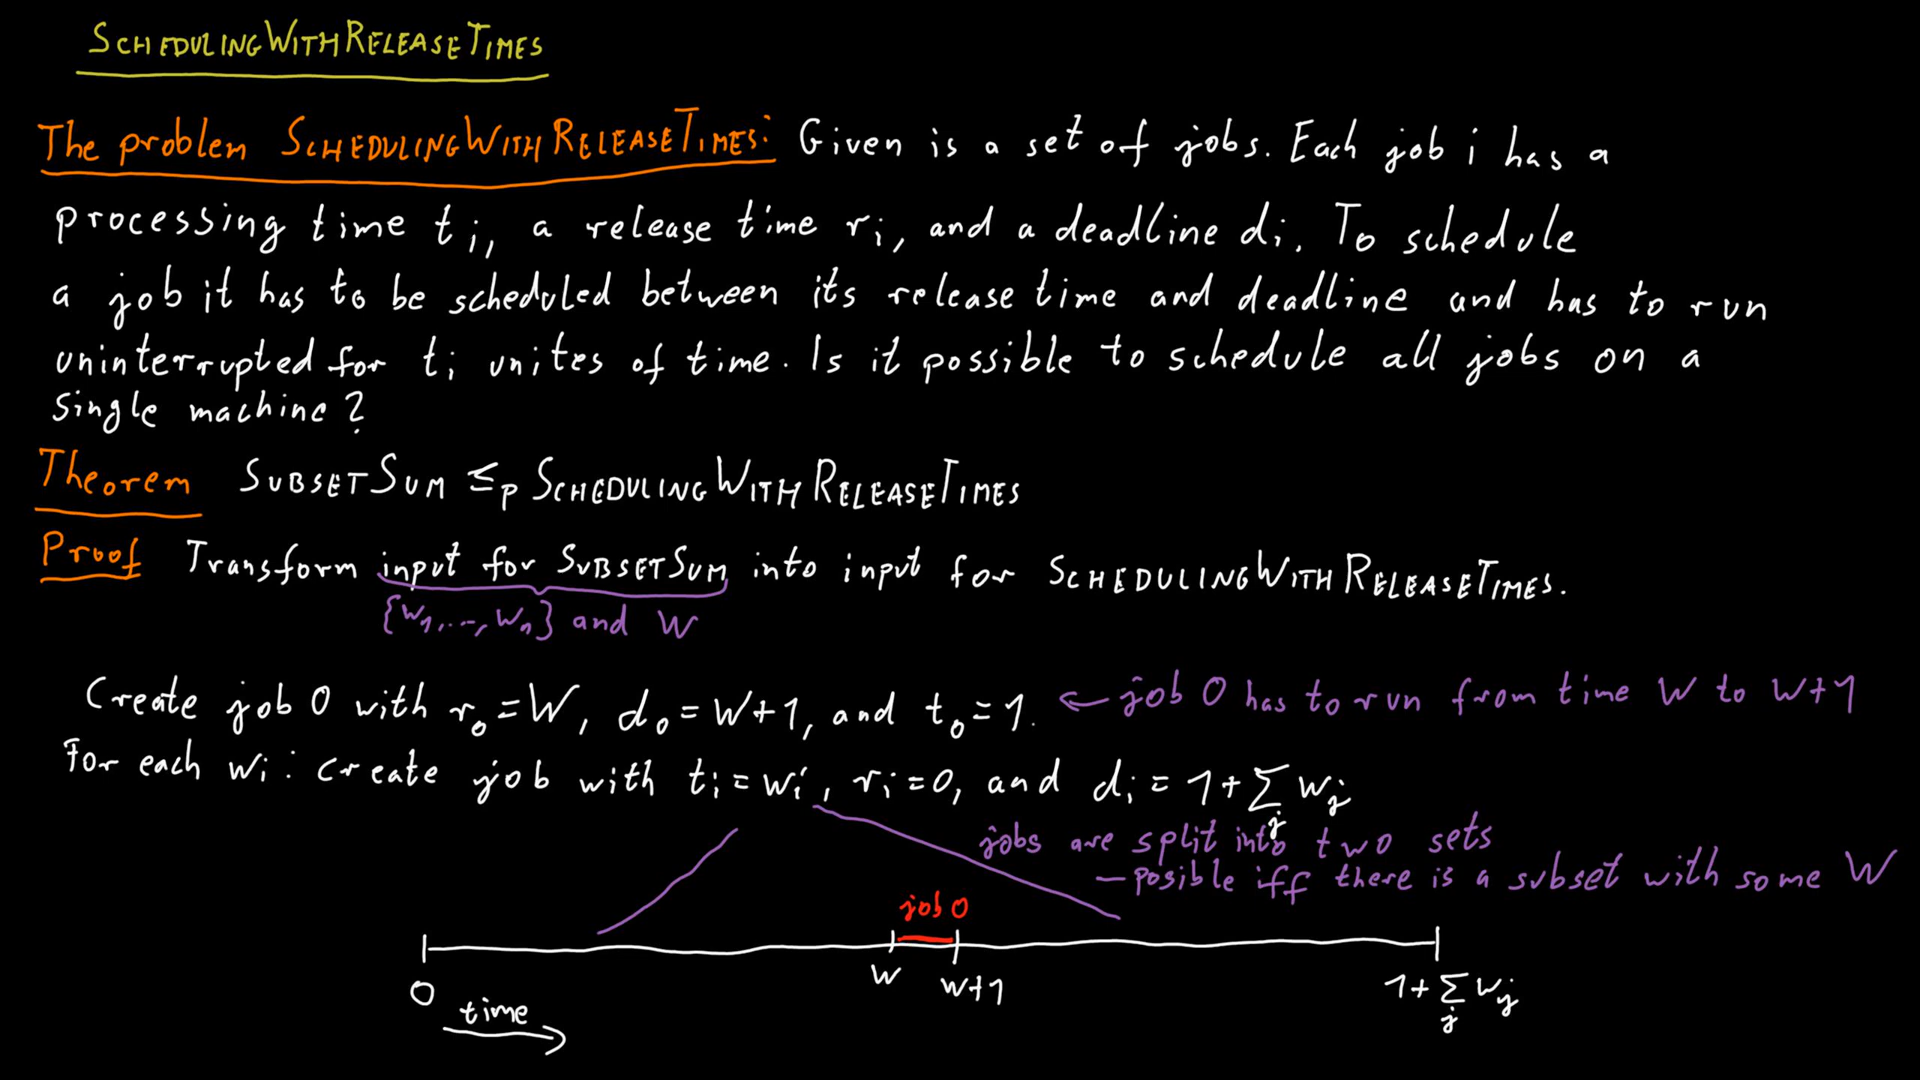 SCHEDULINGWITHRELEASETIMES
The problem SCHEDULINGWITHRELEASETIMES: Given is a set of jobs. Each job i has a
processing time tᵢ, a release time rᵢ, and a deadline dᵢ. To schedule
a job it has to be scheduled between its release time and deadline and has to run
uninterrupted for tᵢ unites of time. Is it possible to schedule all jobs on a
single machine?
Theorem SUBSETSUM ≤ₚ SCHEDULINGWITHRELEASETIMES
Proof Transform input for SUBSETSUM into input for SCHEDULINGWITHRELEASETIMES.
{w₁,...,wₙ} and W
Create job 0 with r₀=W, d₀=W+1, and t₀=1. ← job 0 has to run from time W to W+1
For each wᵢ: create job with tᵢ=wᵢ, rᵢ=0, and dᵢ=1+∑ⱼ wⱼ
jobs are split into two sets
– posible iff there is a subset with some W
job 0
0 W W+1 1+∑ⱼ wⱼ
time